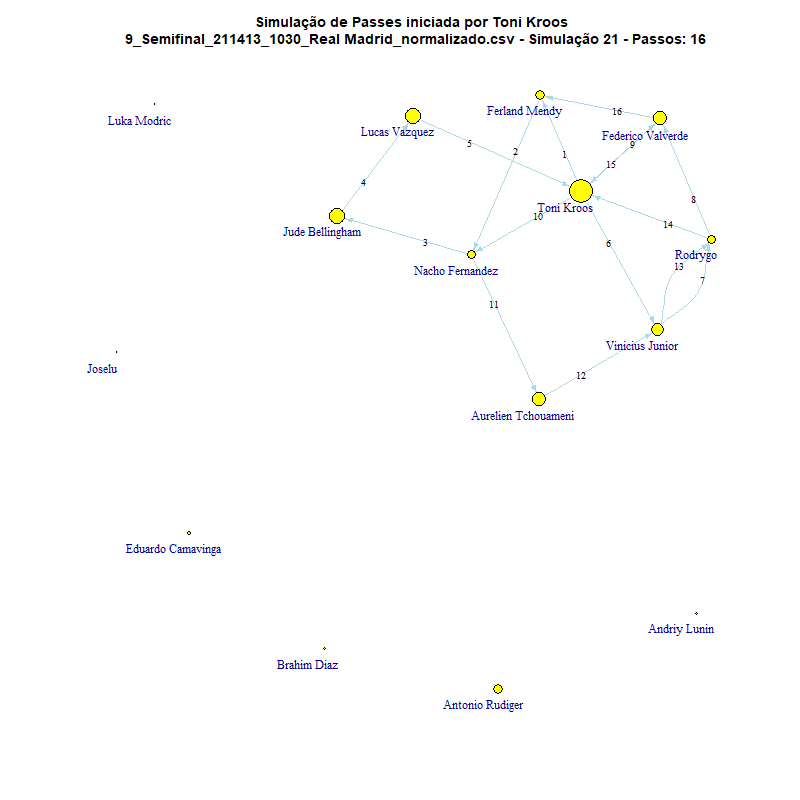 Simulação de Passes iniciada por Toni Kroos
9_Semifinal_211413_1030_Real Madrid_normalizado.csv - Simulação 21 - Passos: 16
Luka Modric
Lucas Vazquez
Ferland Mendy
16
Federico Valverde
5
2
1
9
15
4
Toni Kroos
8
10
14
Jude Bellingham
3
6
Rodrygo
Nacho Fernandez
13
7
11
Vinicius Junior
Joselu
12
Aurelien Tchouameni
Eduardo Camavinga
Andriy Lunin
Brahim Diaz
Antonio Rudiger